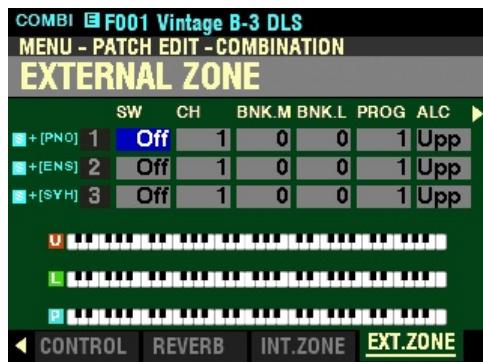 COMBI E F001 Vintage B-3 DLS
MENU - PATCH EDIT - COMBINATION
EXTERNAL ZONE
SW CH BNK.M BNK.L PROG ALC
S +[PNO] 1 Off 1 0 0 1 Upp
S +[ENS] 2 Off 1 0 0 1 Upp
S +[SYH] 3 Off 1 0 0 1 Upp
U
L
P
CONTROL REVERB INT.ZONE EXT.ZONE